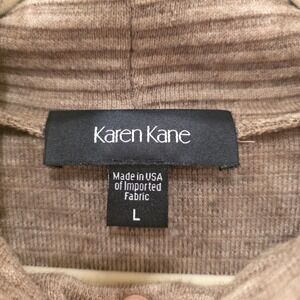 Karen Kane
Made in USA
of Imported
Fabric
L